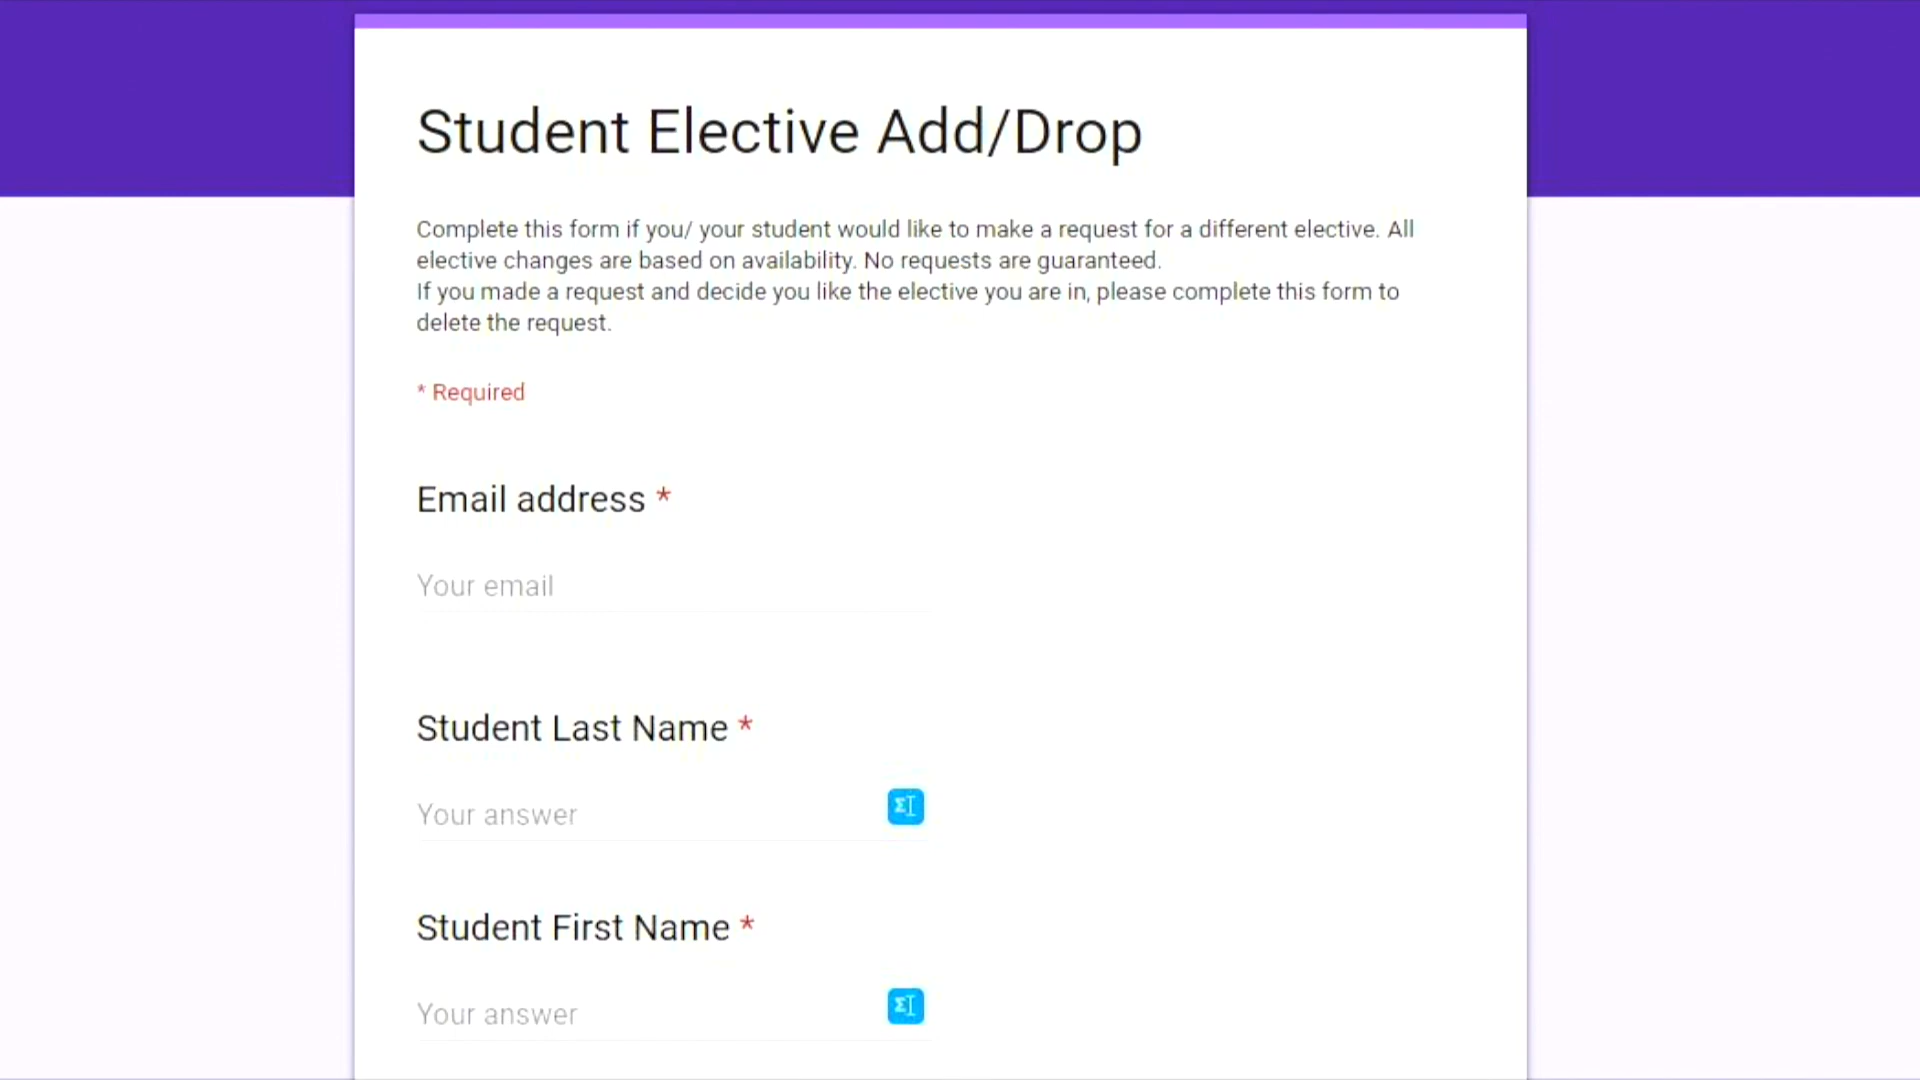 Student Elective Add/Drop
Complete this form if you/ your student would like to make a request for a different elective. All
elective changes are based on availability. No requests are guaranteed.
If you made a request and decide you like the elective you are in, please complete this form to
delete the request.
* Required
Email address *
Your email
Student Last Name *
Your answer
Student First Name *
Your answer